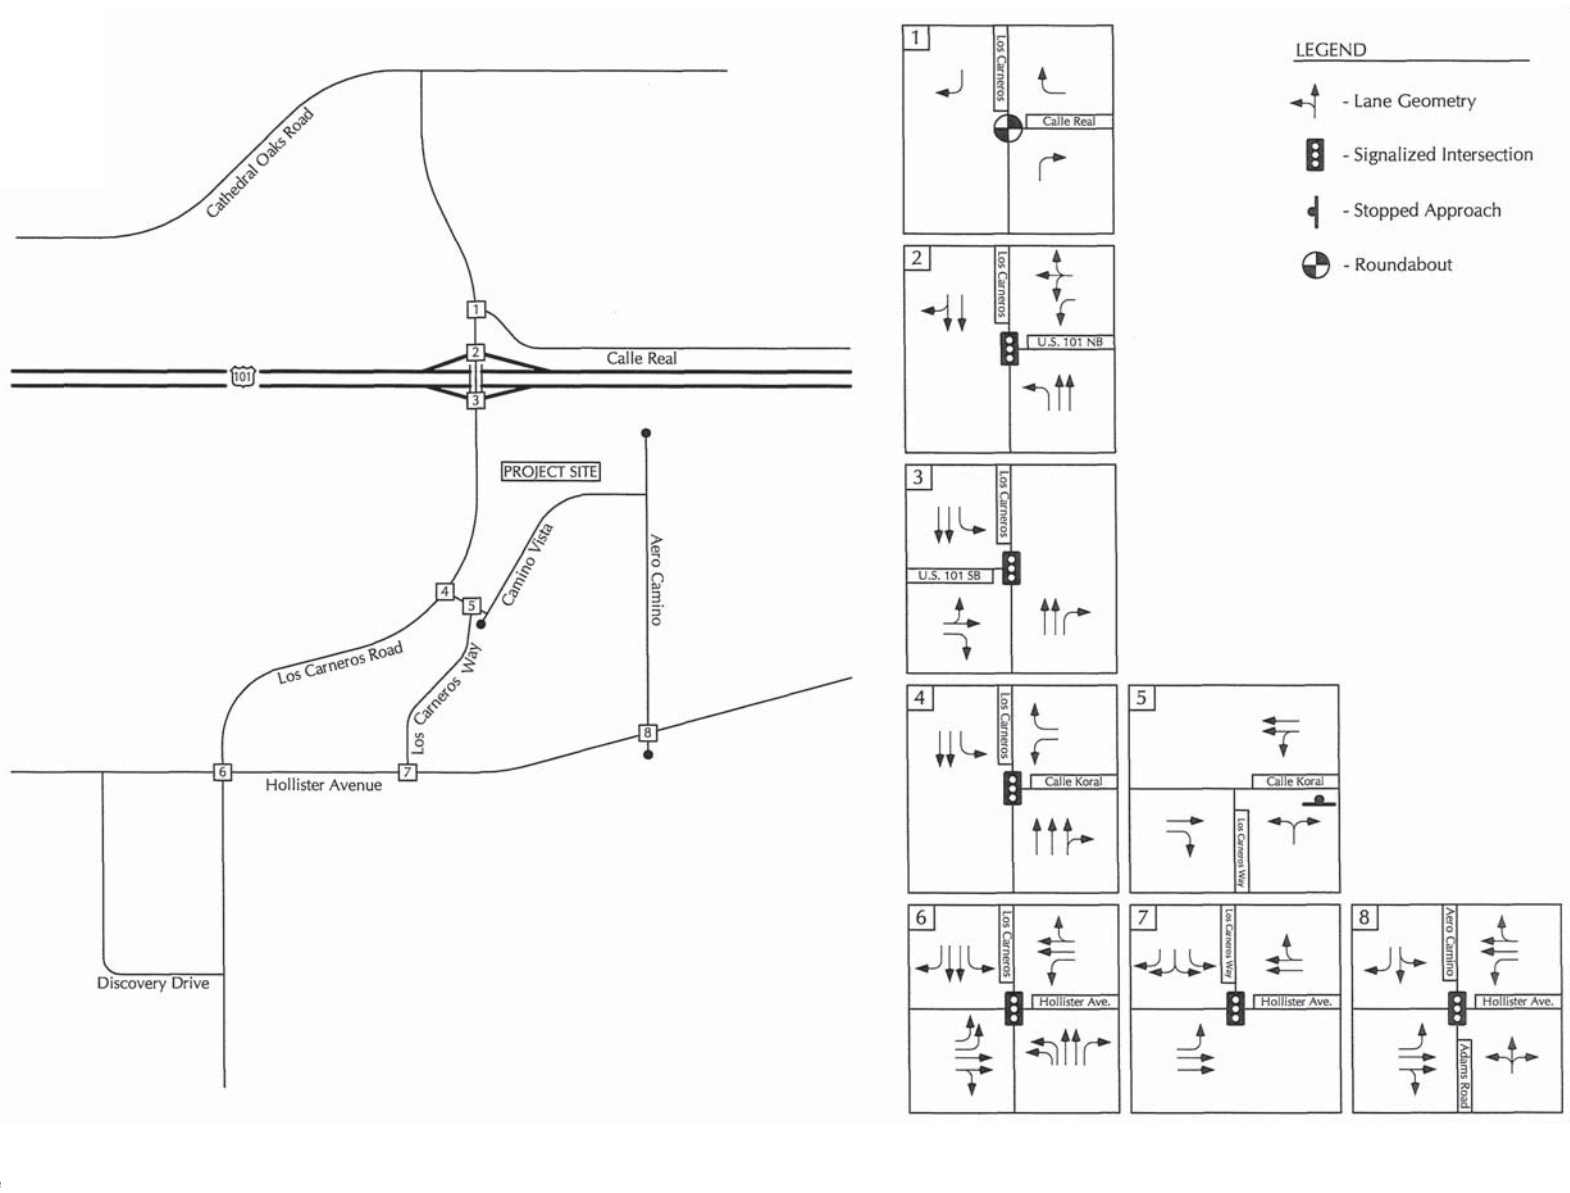 Cathedral Oaks Road
1
2
Calle Real
101
3
PROJECT SITE
Camino Vista
Aero Camino
4
5
Los Carneros Road
Los Carneros Way
8
6
7
Hollister Avenue
Discovery Drive
1
Los Carneros
Calle Real
2
Los Carneros
U.S. 101 NB
3
Los Carneros
U.S. 101 SB
4
Los Carneros
Calle Koral
5
Calle Koral
Los Carneros Way
6
Los Carneros
Hollister Ave.
7
Los Carneros Way
Hollister Ave.
8
Aero Camino
Hollister Ave.
Adams Road
LEGEND
- Lane Geometry
- Signalized Intersection
- Stopped Approach
- Roundabout